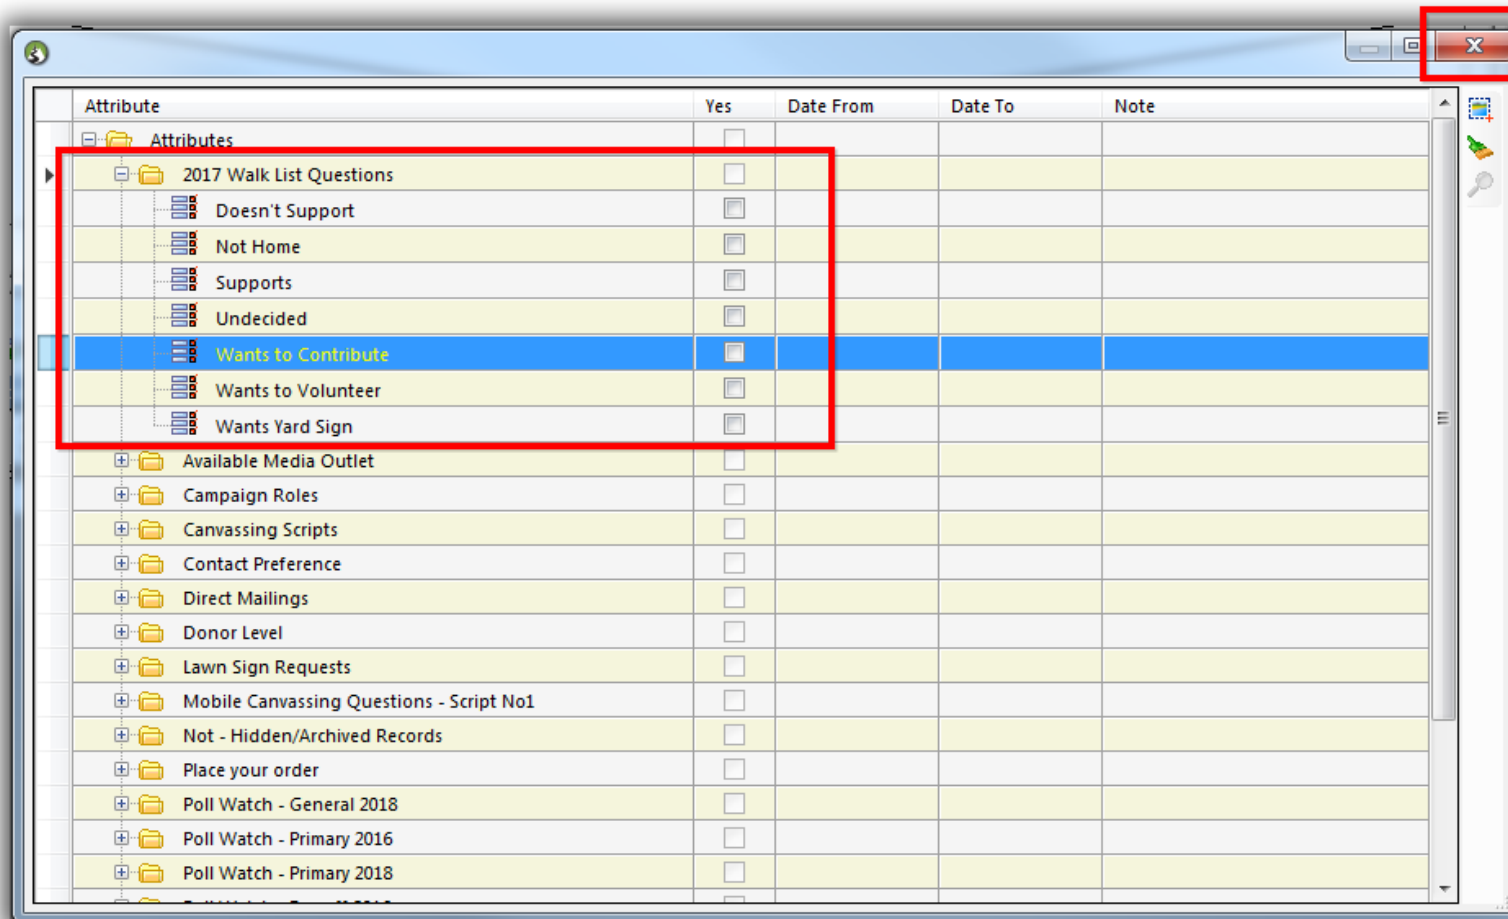 Attribute Yes Date From Date To Note
Attributes
2017 Walk List Questions
Doesn't Support
Not Home
Supports
Undecided
Wants to Contribute
Wants to Volunteer
Wants Yard Sign
Available Media Outlet
Campaign Roles
Canvassing Scripts
Contact Preference
Direct Mailings
Donor Level
Lawn Sign Requests
Mobile Canvassing Questions - Script No1
Not - Hidden/Archived Records
Place your order
Poll Watch - General 2018
Poll Watch - Primary 2016
Poll Watch - Primary 2018